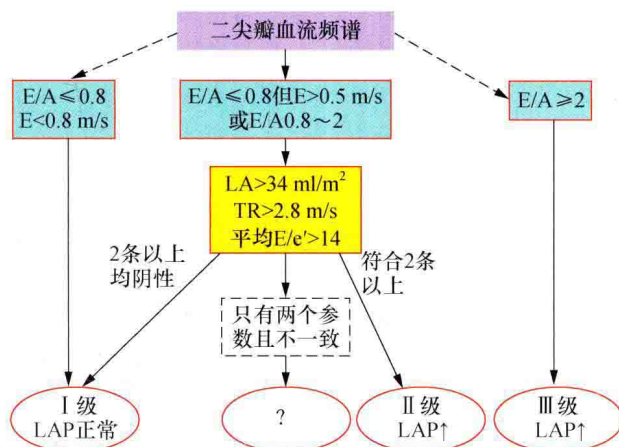 二尖瓣血流频谱
E/A≤0.8
E<0.8 m/s
E/A≤0.8但E>0.5 m/s
或E/A0.8～2
E/A≥2
LA>34 ml/m²
TR>2.8 m/s
平均E/e′>14
2条以上
均阴性
只有两个参
数且不一致
符合2条
以上
Ⅰ级
LAP正常
?
Ⅱ级
LAP↑
Ⅲ级
LAP↑